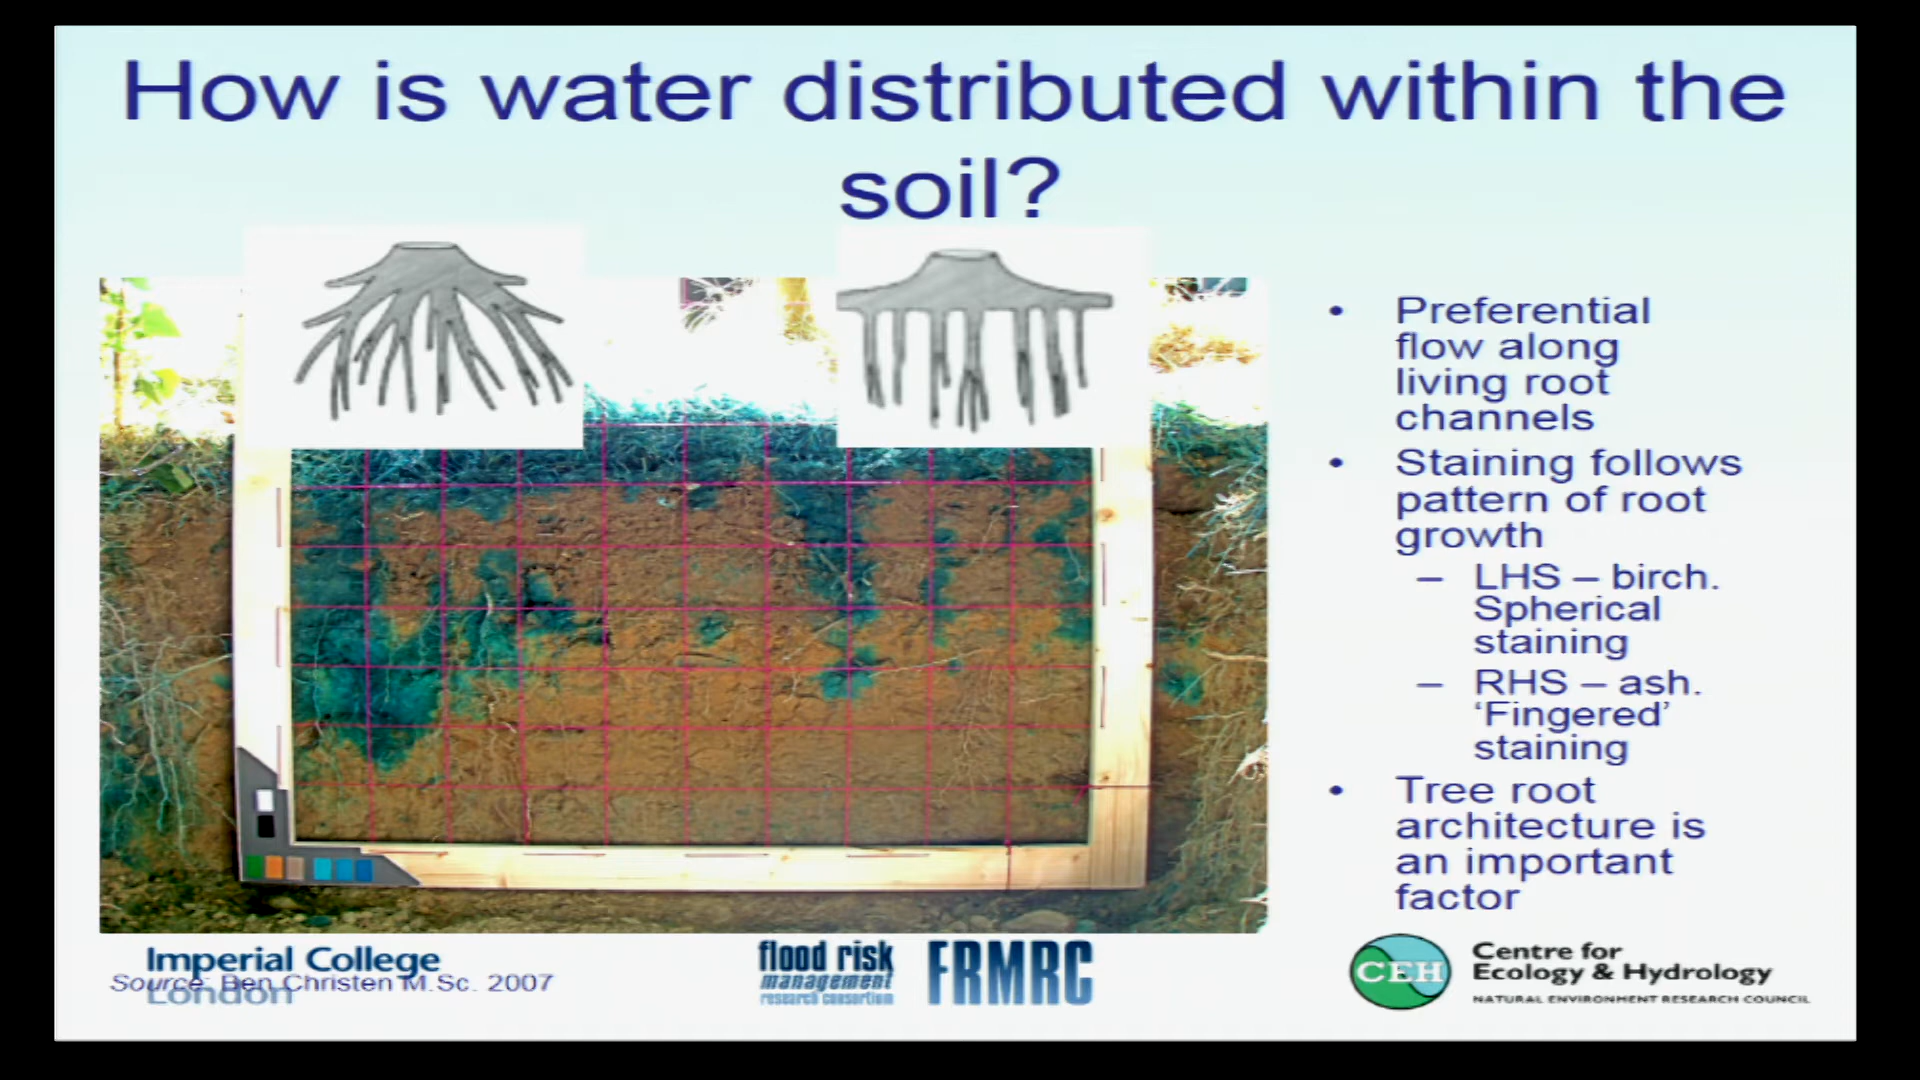 How is water distributed within the
soil?
• Preferential
flow along
living root
channels
• Staining follows
pattern of root
growth
– LHS – birch.
Spherical
staining
– RHS – ash.
‘Fingered’
staining
• Tree root
architecture is
an important
factor
Imperial College
London
Source: Ben Christen M.Sc. 2007
flood risk
management
research consortium
FRMRC
CEH
Centre for
Ecology & Hydrology
NATURAL ENVIRONMENT RESEARCH COUNCIL